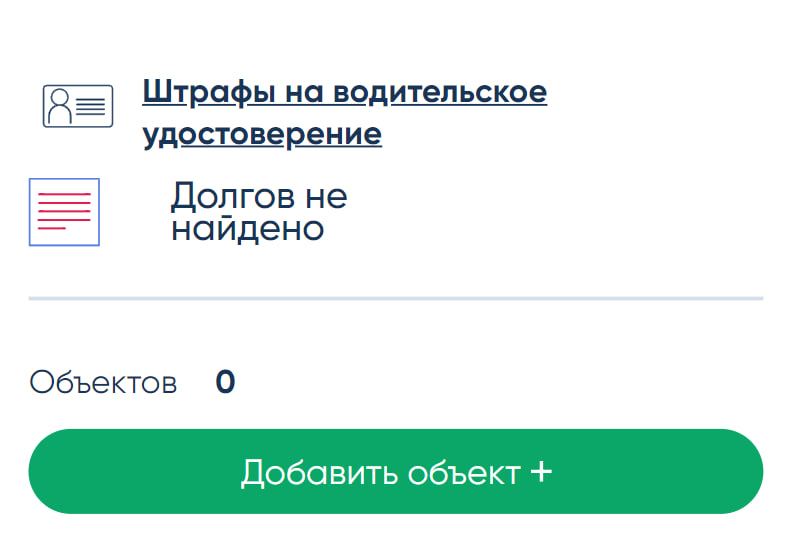 Штрафы на водительское
удостоверение
Долгов не
найдено
Объектов 0
Добавить объект +